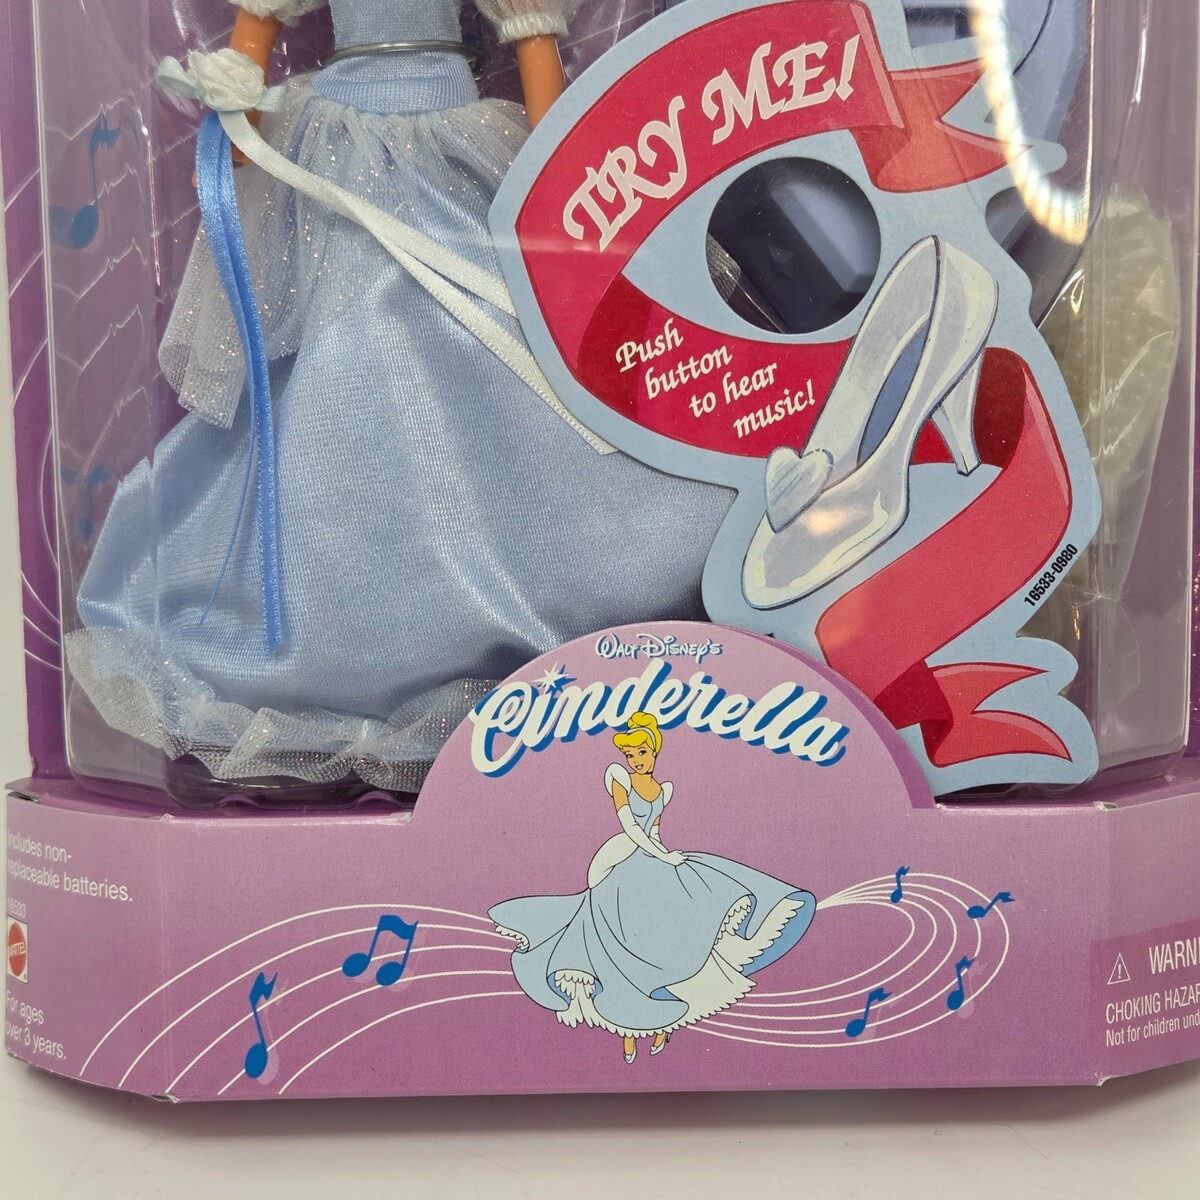 TRY ME!
Push
button
to hear
music!
16533-0980
WALT DISNEY'S
Cinderella
Includes non-
replaceable batteries.
16533
MATTEL
For ages
over 3 years.
WARN
CHOKING HAZAR
Not for children und